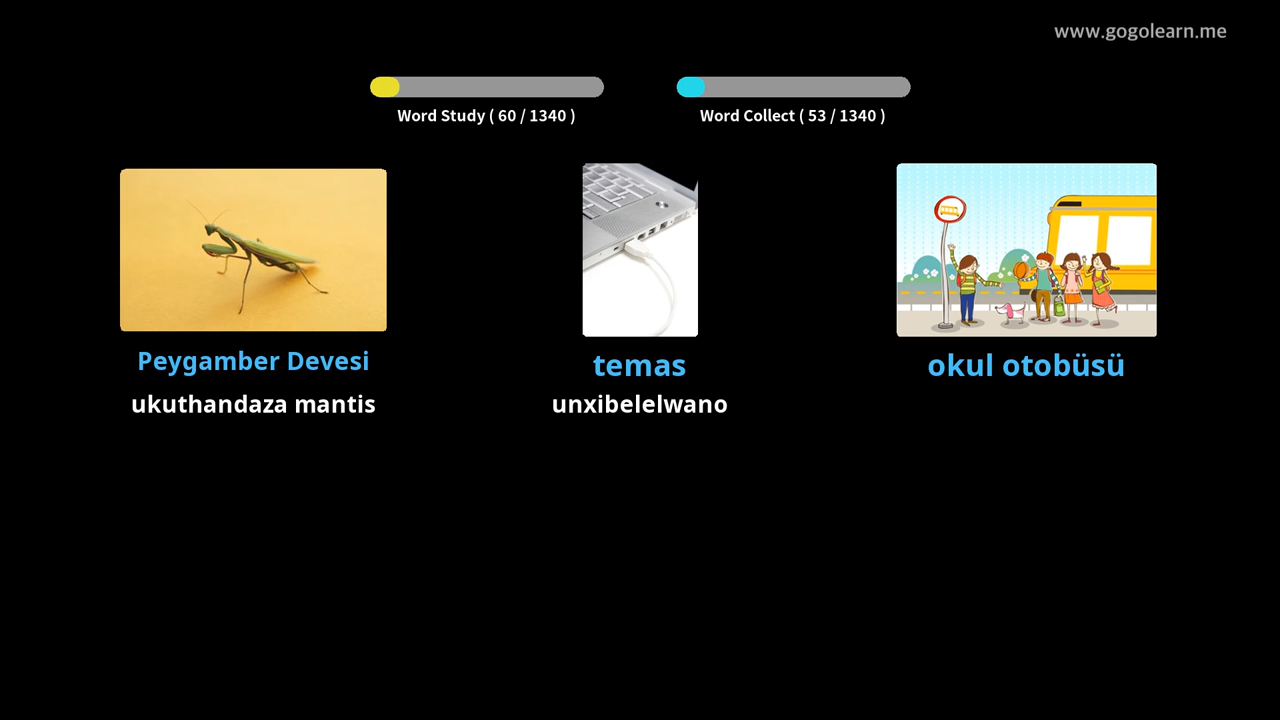 www.gogolearn.me
Word Study ( 60 / 1340 )
Word Collect ( 53 / 1340 )
Peygamber Devesi
temas
okul otobüsü
ukuthandaza mantis
unxibelelwano